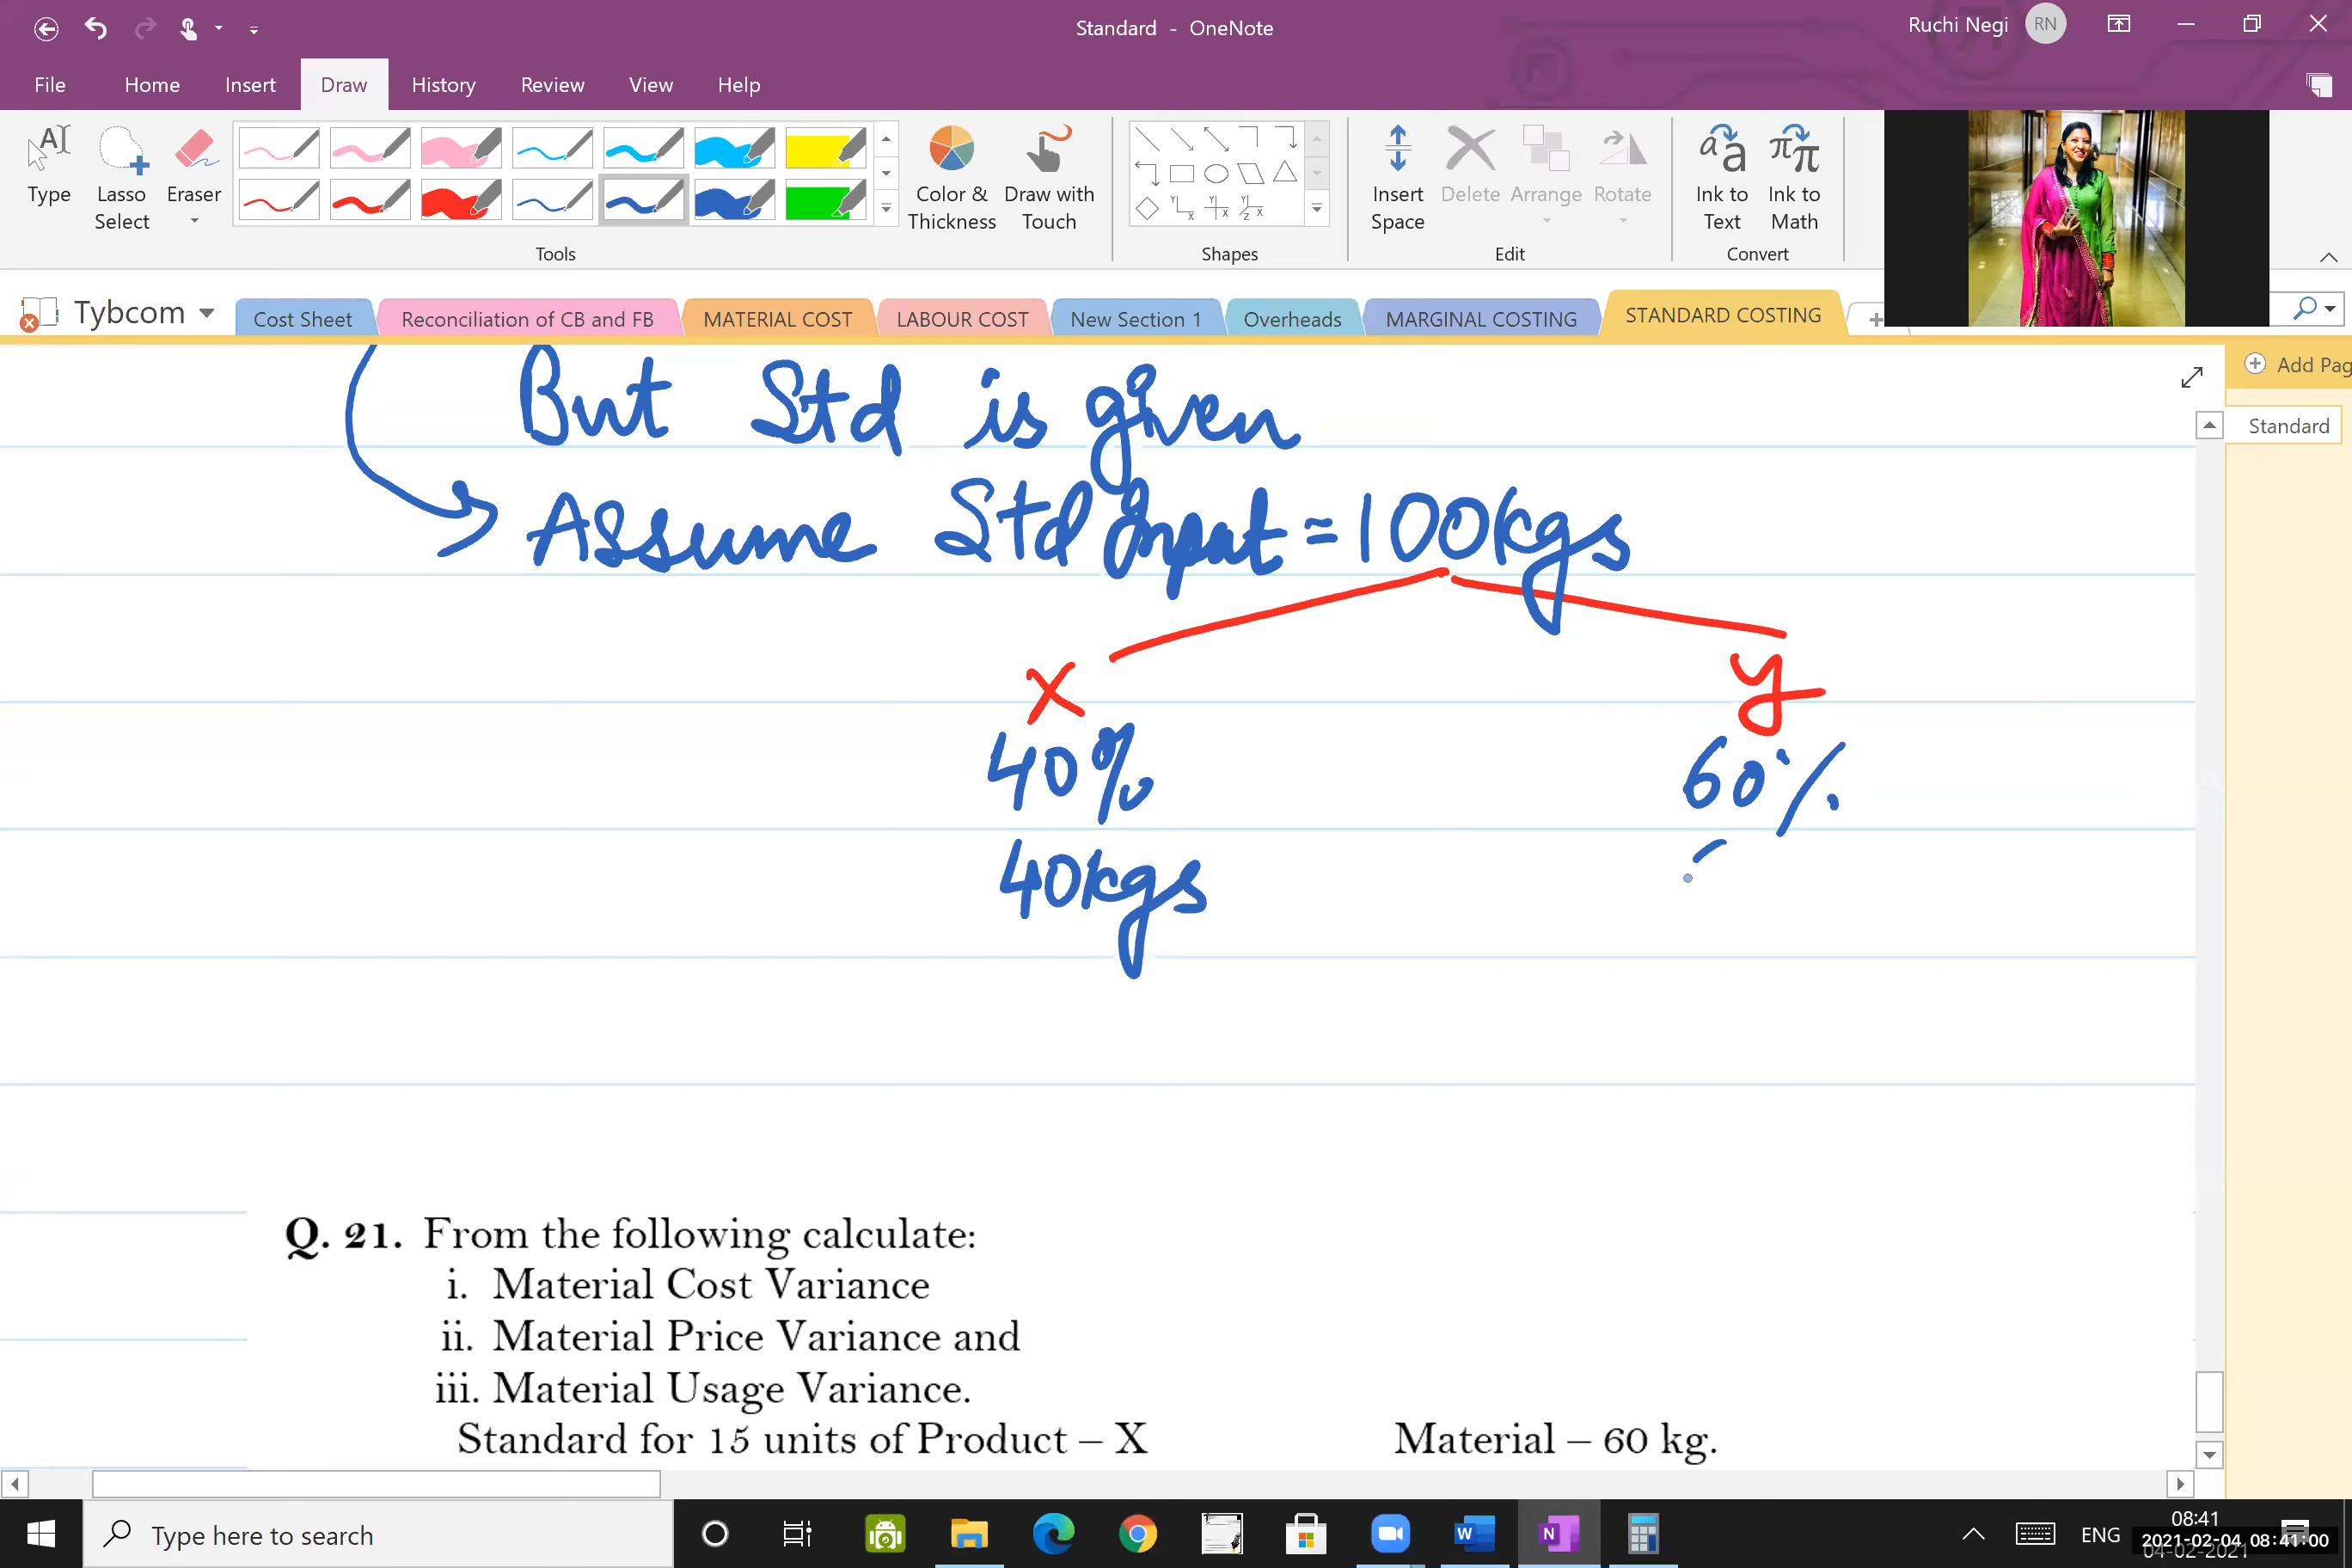 Standard - OneNote
Ruchi Negi RN
File Home Insert Draw History Review View Help
Type
Lasso Select
Eraser
Color & Thickness
Draw with Touch
Insert Space
Delete
Arrange
Rotate
Ink to Text
Ink to Math
Tools
Shapes
Edit
Convert
Tybcom
Cost Sheet
Reconciliation of CB and FB
MATERIAL COST
LABOUR COST
New Section 1
Overheads
MARGINAL COSTING
STANDARD COSTING
Add Pag
Standard
But Std is given
Assume Std Input = 100kgs
X y
40% 60%
40kgs
Q. 21. From the following calculate:
i. Material Cost Variance
ii. Material Price Variance and
iii. Material Usage Variance.
Standard for 15 units of Product – X Material – 60 kg.
Type here to search
ENG
08:41
2021-02-04 08:41:00
04-02-2021